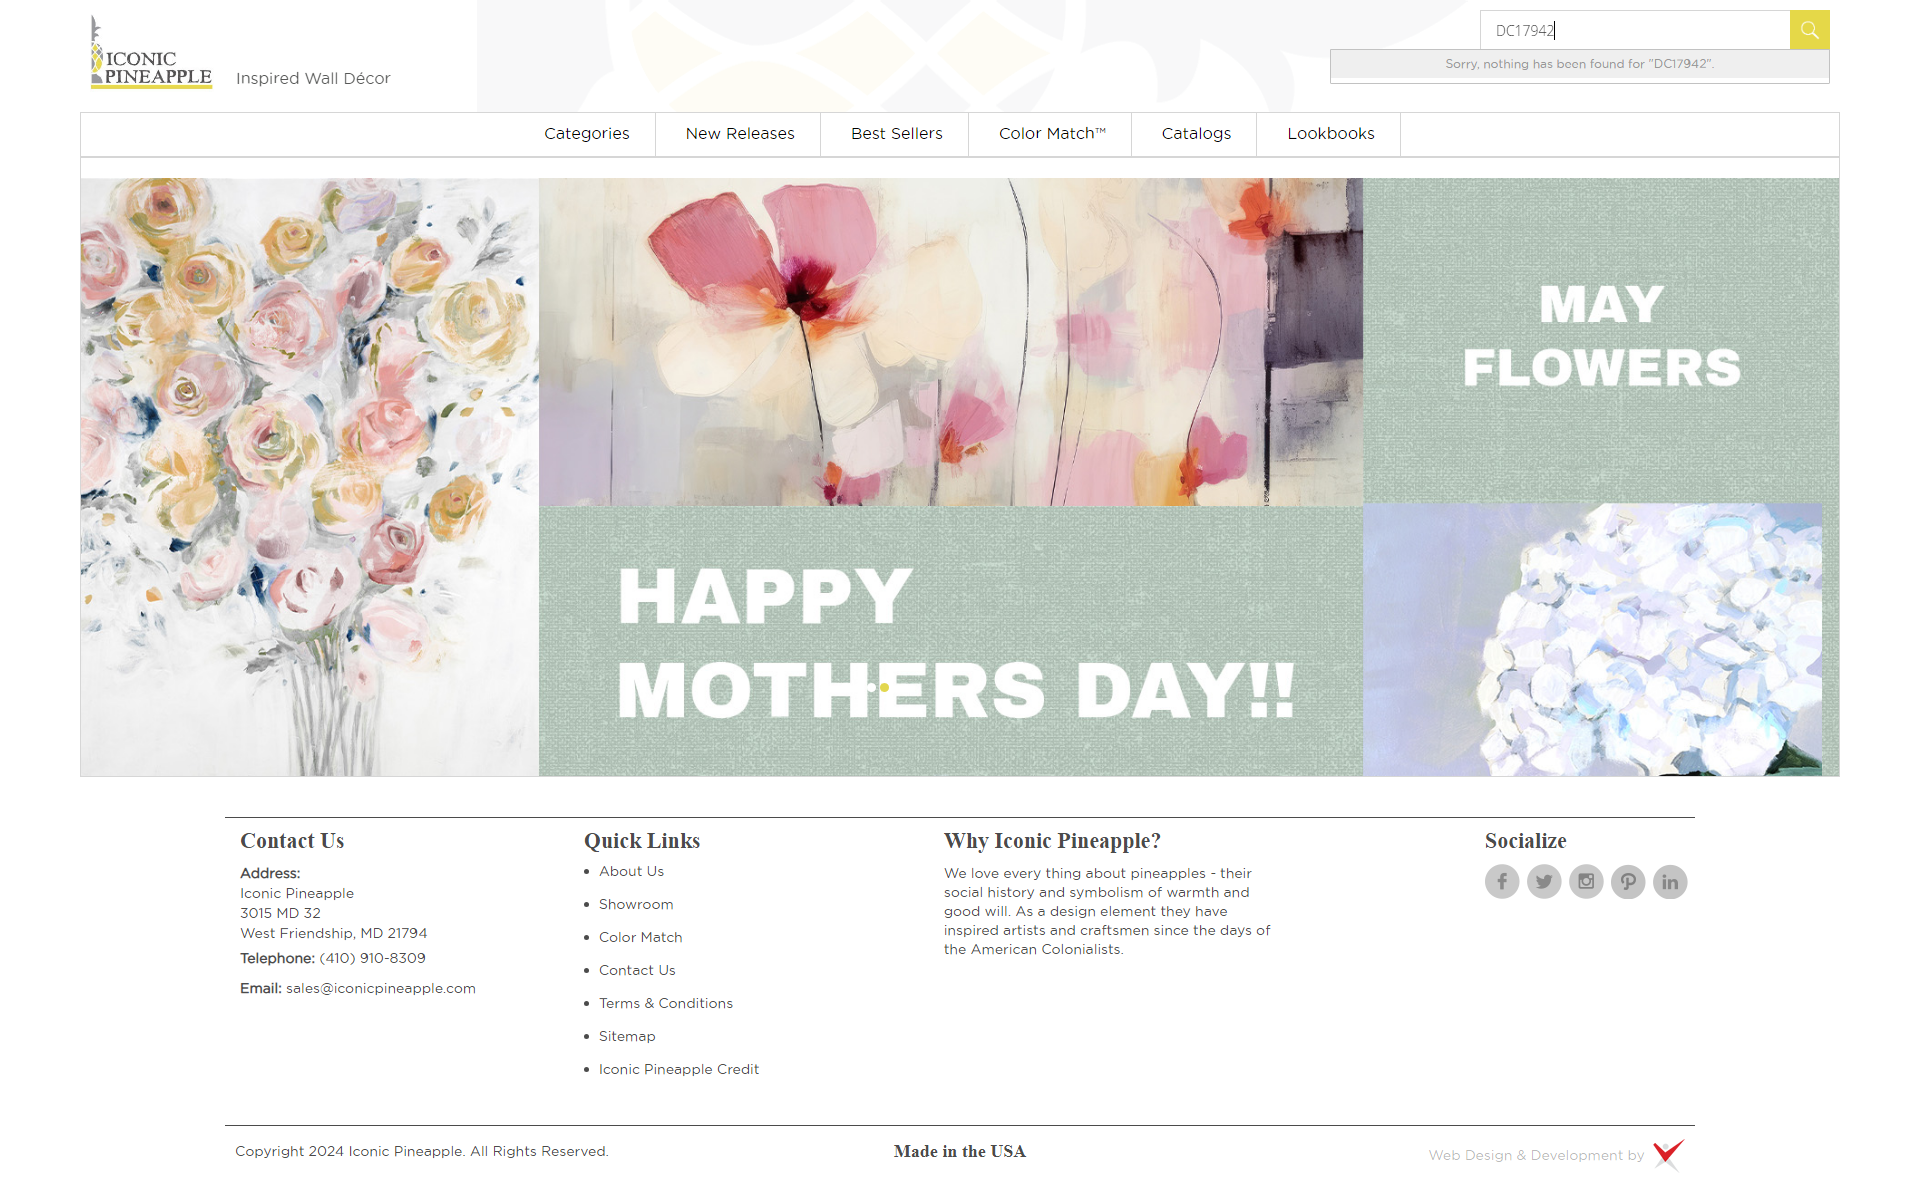 ICONIC
PINEAPPLE
Inspired Wall Décor
DC17942
Sorry, nothing has been found for "DC17942".
Categories
New Releases
Best Sellers
Color Match™
Catalogs
Lookbooks
MAY
FLOWERS
HAPPY
MOTHERS DAY!!
Contact Us
Address:
Iconic Pineapple
3015 MD 32
West Friendship, MD 21794
Telephone: (410) 910-8309
Email: sales@iconicpineapple.com
Quick Links
About Us
Showroom
Color Match
Contact Us
Terms & Conditions
Sitemap
Iconic Pineapple Credit
Why Iconic Pineapple?
We love every thing about pineapples - their
social history and symbolism of warmth and
good will. As a design element they have
inspired artists and craftsmen since the days of
the American Colonialists.
Socialize
Copyright 2024 Iconic Pineapple. All Rights Reserved.
Made in the USA
Web Design & Development by